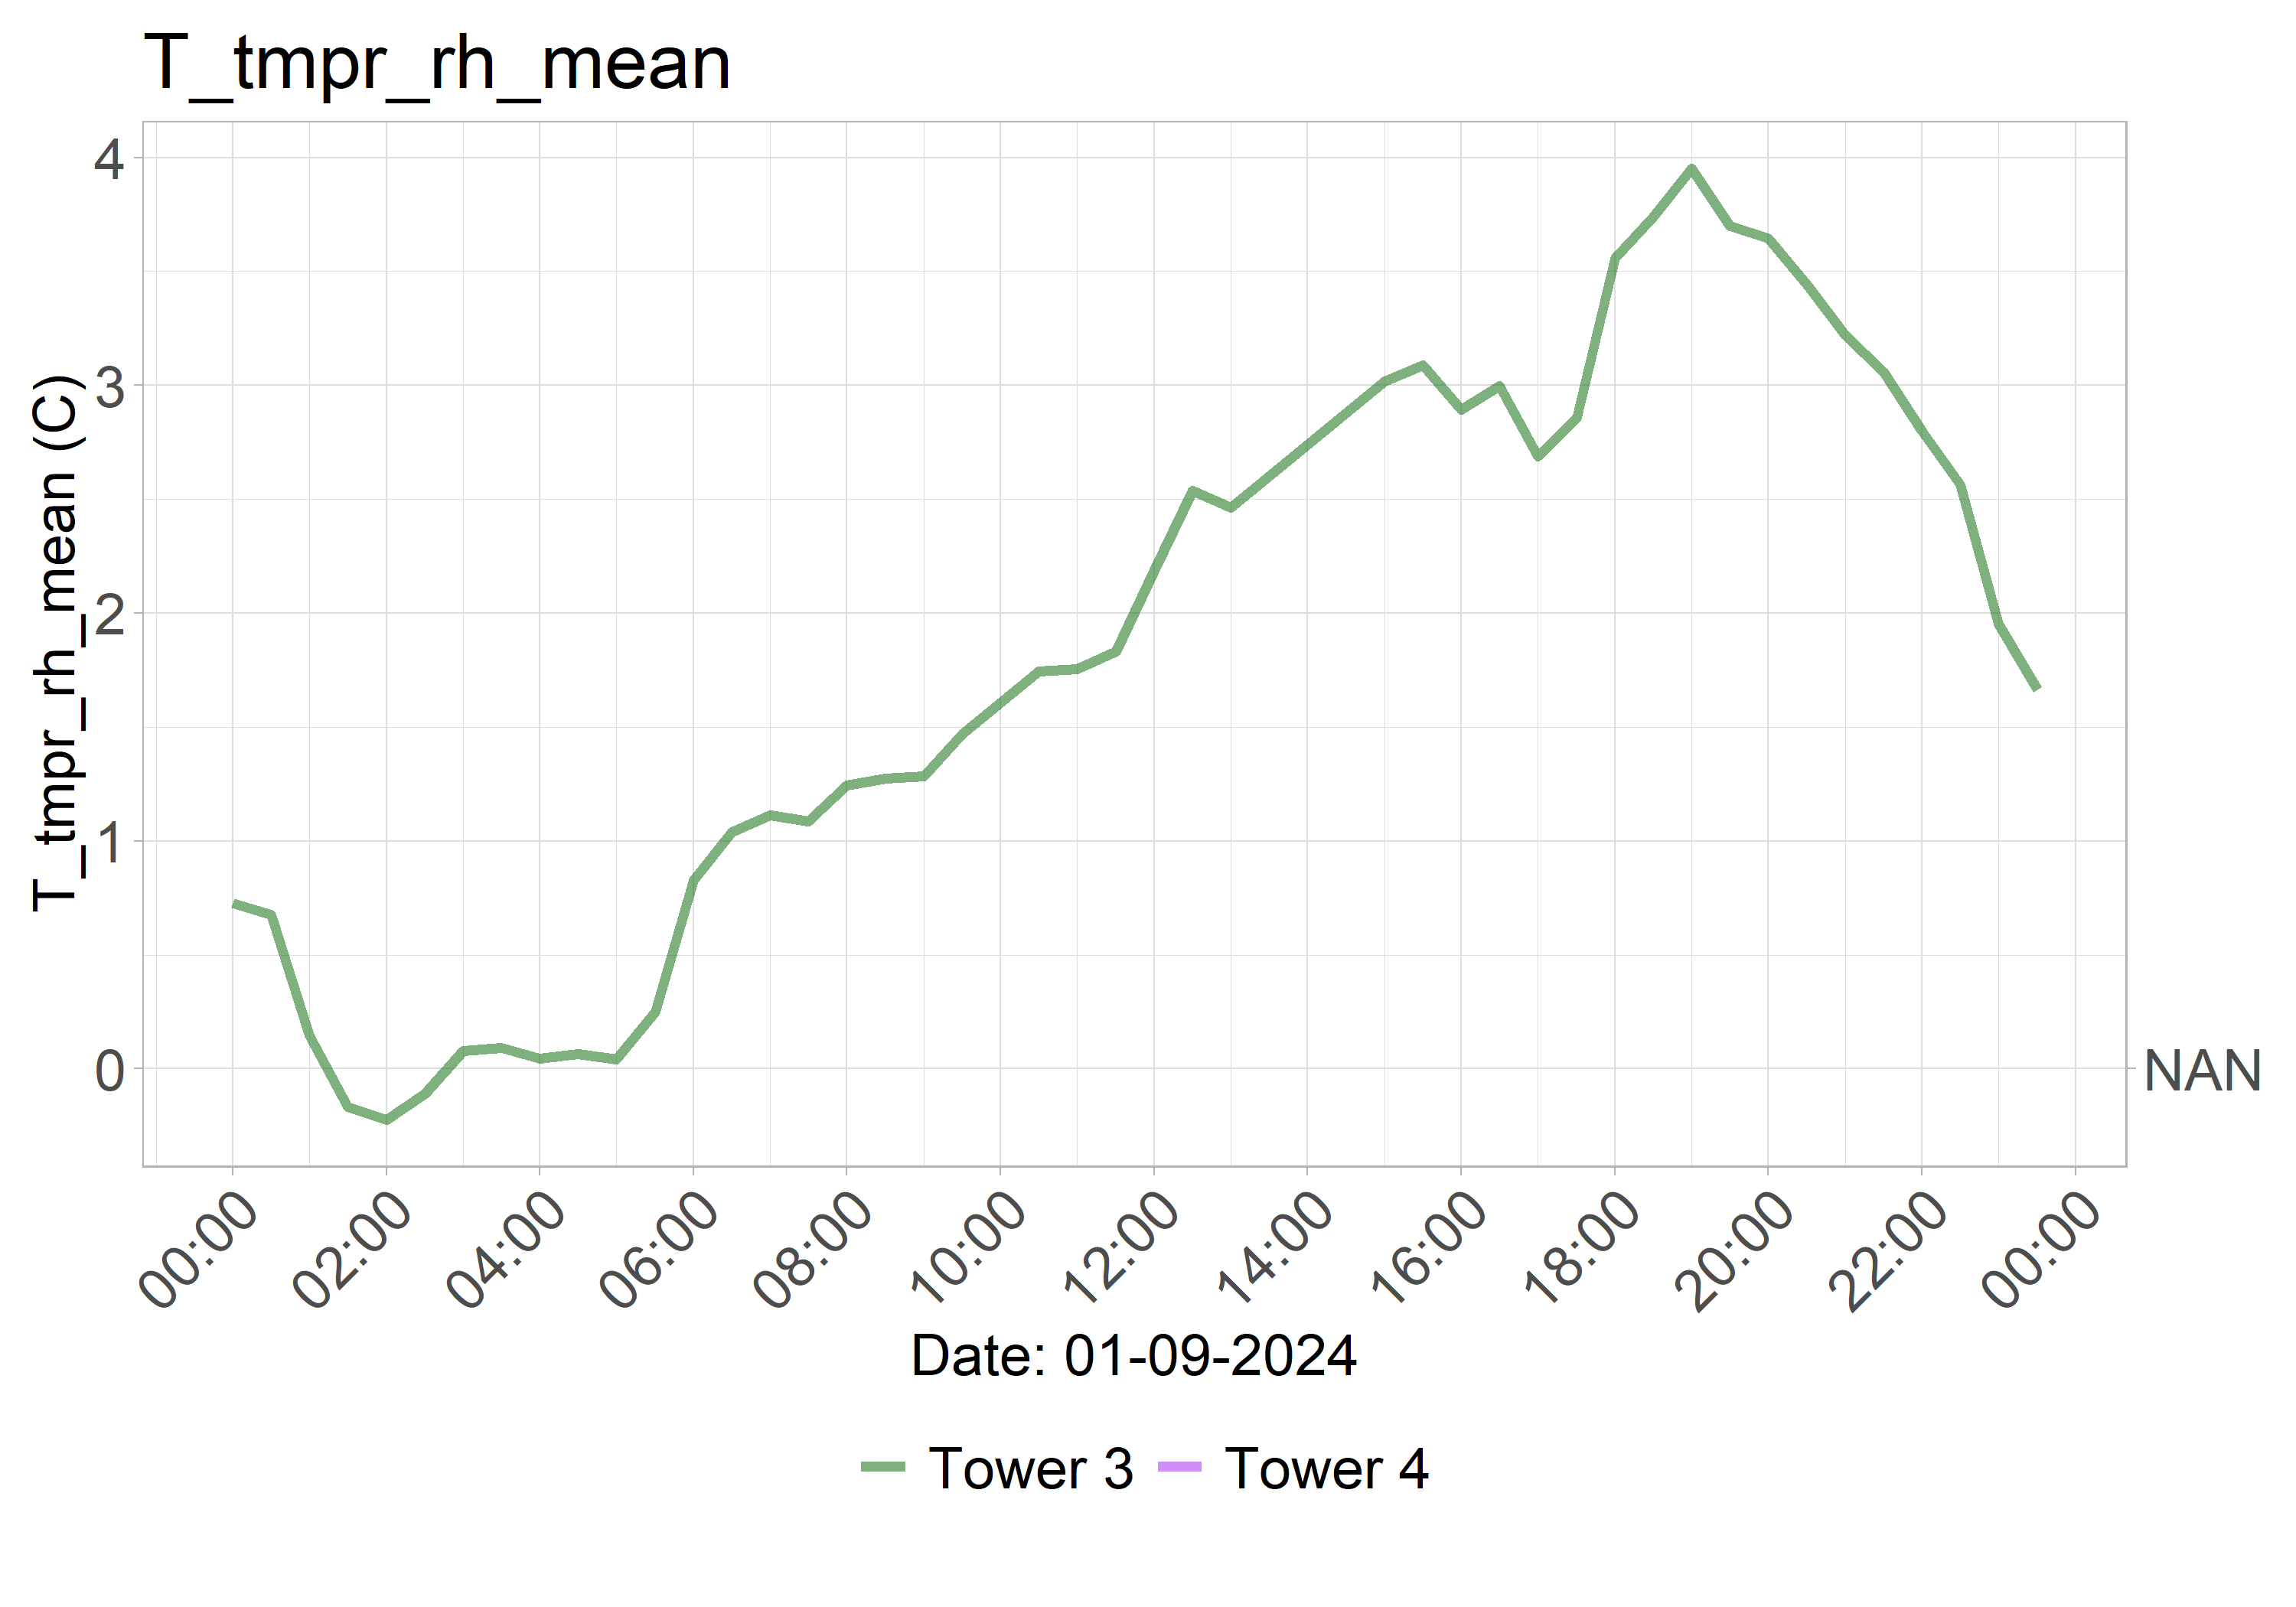 T_tmpr_rh_mean
T_tmpr_rh_mean (C)
4
3
2
1
0
NAN
00:00 02:00 04:00 06:00 08:00 10:00 12:00 14:00 16:00 18:00 20:00 22:00 00:00
Date: 01-09-2024
Tower 3 Tower 4